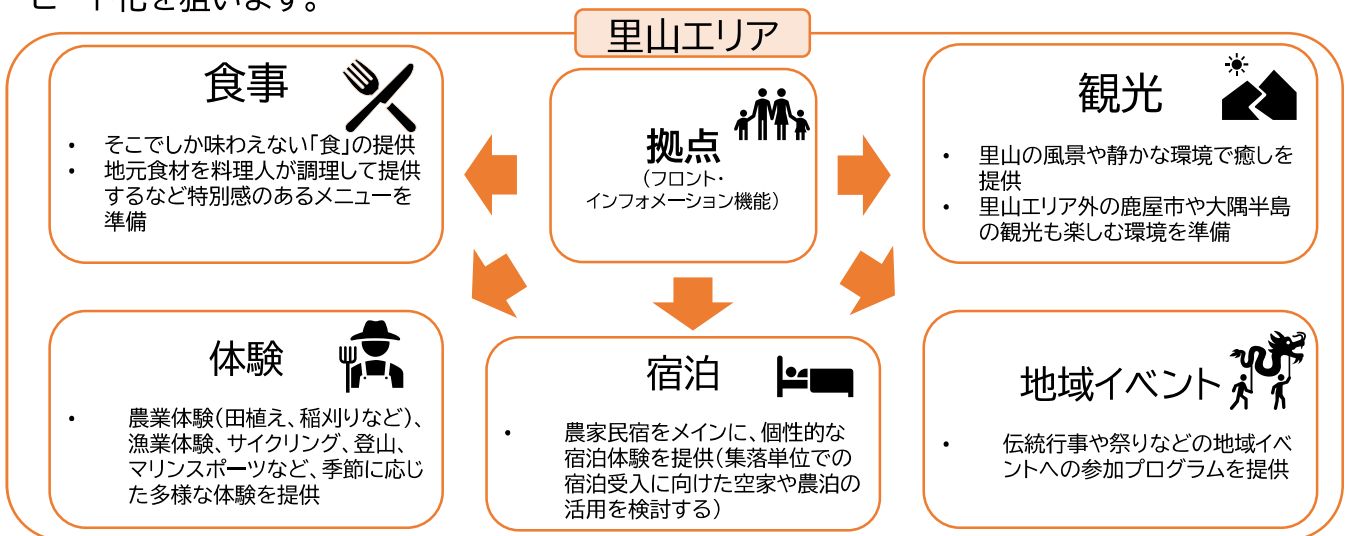 ピート化を狙います。
里山エリア
食事
• そこでしか味わえない「食」の提供
• 地元食材を料理人が調理して提供
するなど特別感のあるメニューを
準備
拠点
(フロント・
インフォメーション機能)
観光
• 里山の風景や静かな環境で癒しを
提供
• 里山エリア外の鹿屋市や大隅半島
の観光も楽しむ環境を準備
体験
• 農業体験(田植え、稲刈りなど)、
漁業体験、サイクリング、登山、
マリンスポーツなど、季節に応じ
た多様な体験を提供
宿泊
• 農家民宿をメインに、個性的な
宿泊体験を提供(集落単位での
宿泊受入に向けた空家や農泊の
活用を検討する)
地域イベント
• 伝統行事や祭りなどの地域イベ
ントへの参加プログラムを提供